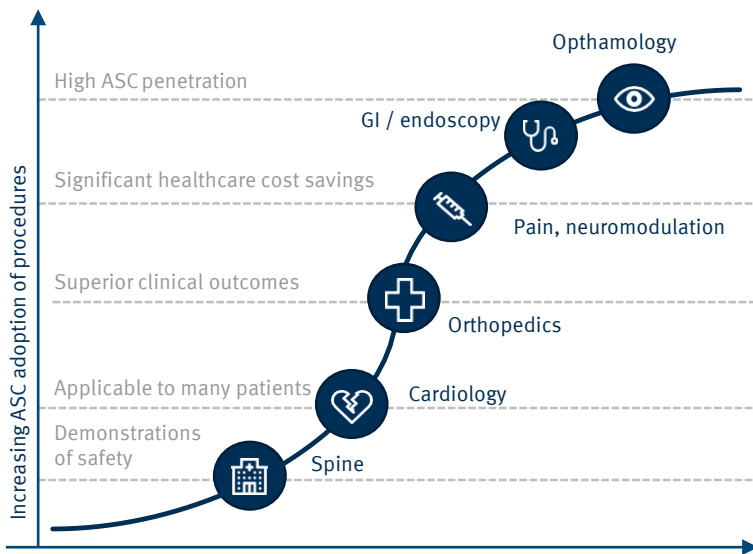 Opthamology
High ASC penetration
GI / endoscopy
Significant healthcare cost savings
Pain, neuromodulation
Superior clinical outcomes
Orthopedics
Applicable to many patients
Cardiology
Demonstrations
of safety
Spine
Increasing ASC adoption of procedures